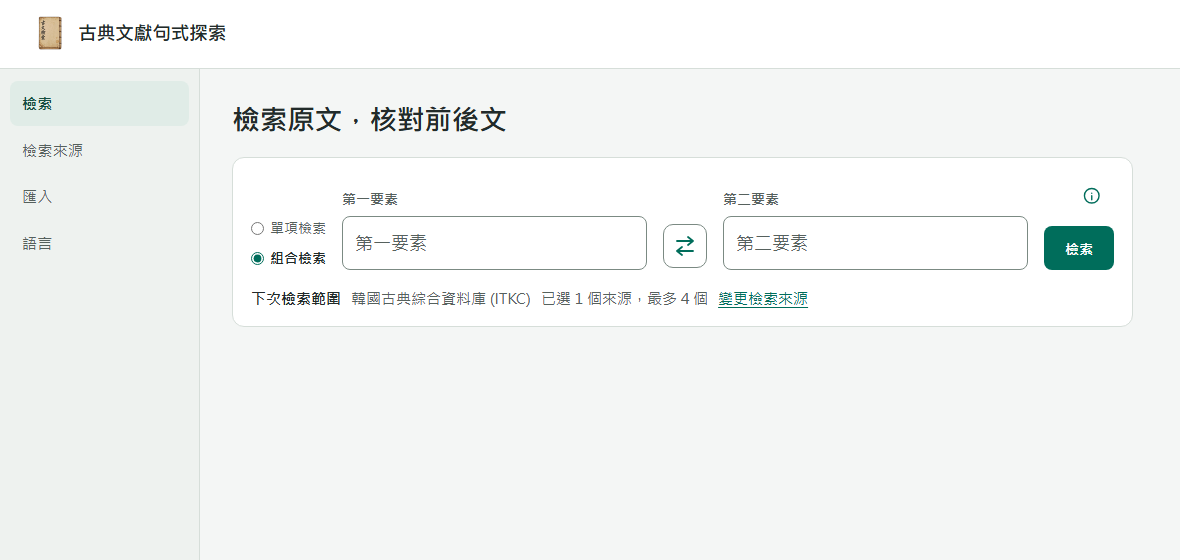 古典文獻句式探索
檢索
檢索來源
匯入
語言
檢索原文，核對前後文
單項檢索
組合檢索
第一要素
第一要素
第二要素
第二要素
檢索
下次檢索範圍 韓國古典綜合資料庫 (ITKC) 已選 1 個來源，最多 4 個 變更檢索來源